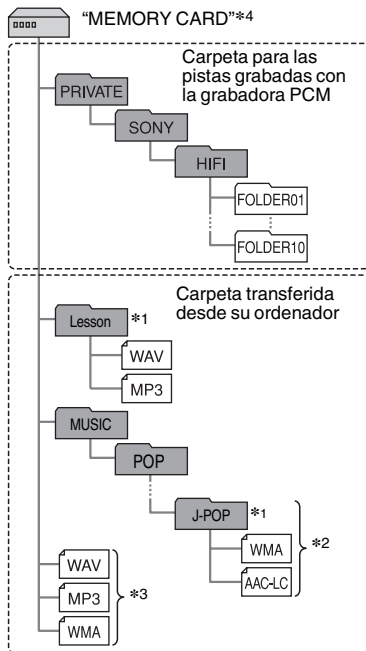 “MEMORY CARD”*4
Carpeta para las
pistas grabadas con
la grabadora PCM
PRIVATE
SONY
HIFI
FOLDER01
FOLDER10
Carpeta transferida
desde su ordenador
Lesson *1
WAV
MP3
MUSIC
POP
J-POP *1
WMA
*2
AAC-LC
WAV
MP3 *3
WMA